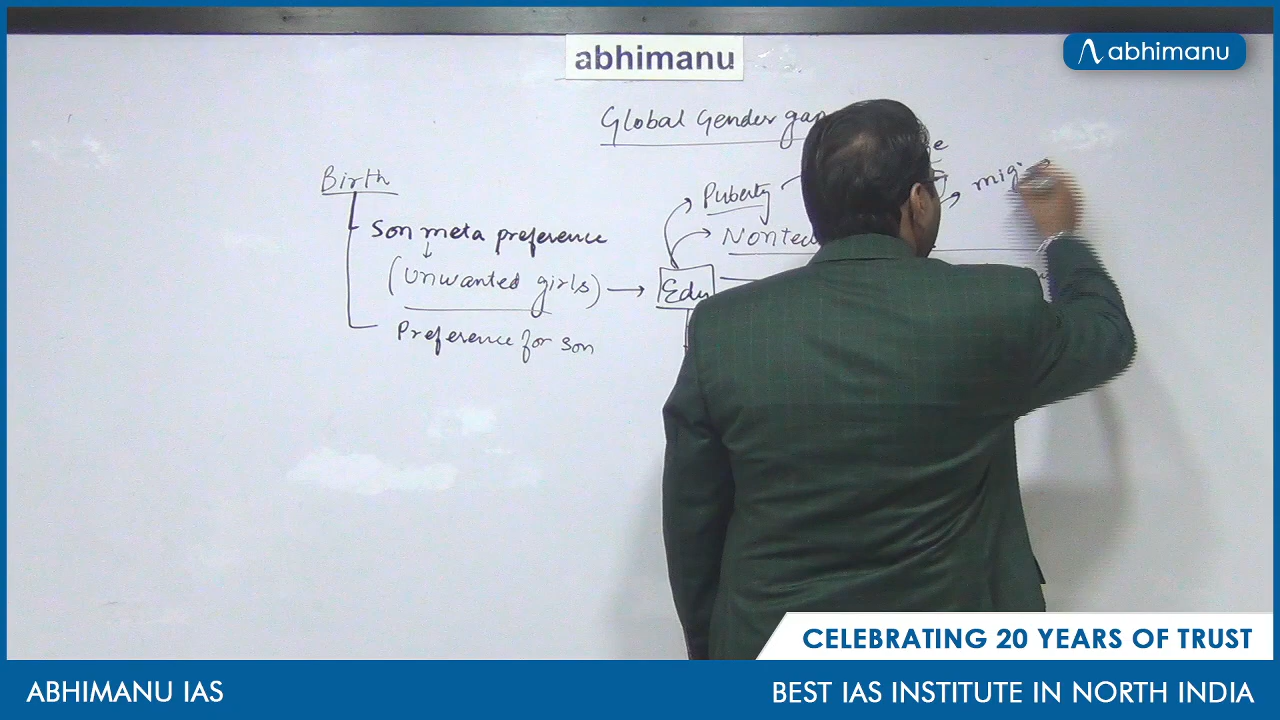 abhimanu
abhimanu
Global Gender gap
Birth
Puberty
Son meta preference
(Unwanted girls)
Edu
Preference for son
CELEBRATING 20 YEARS OF TRUST
ABHIMANU IAS
BEST IAS INSTITUTE IN NORTH INDIA